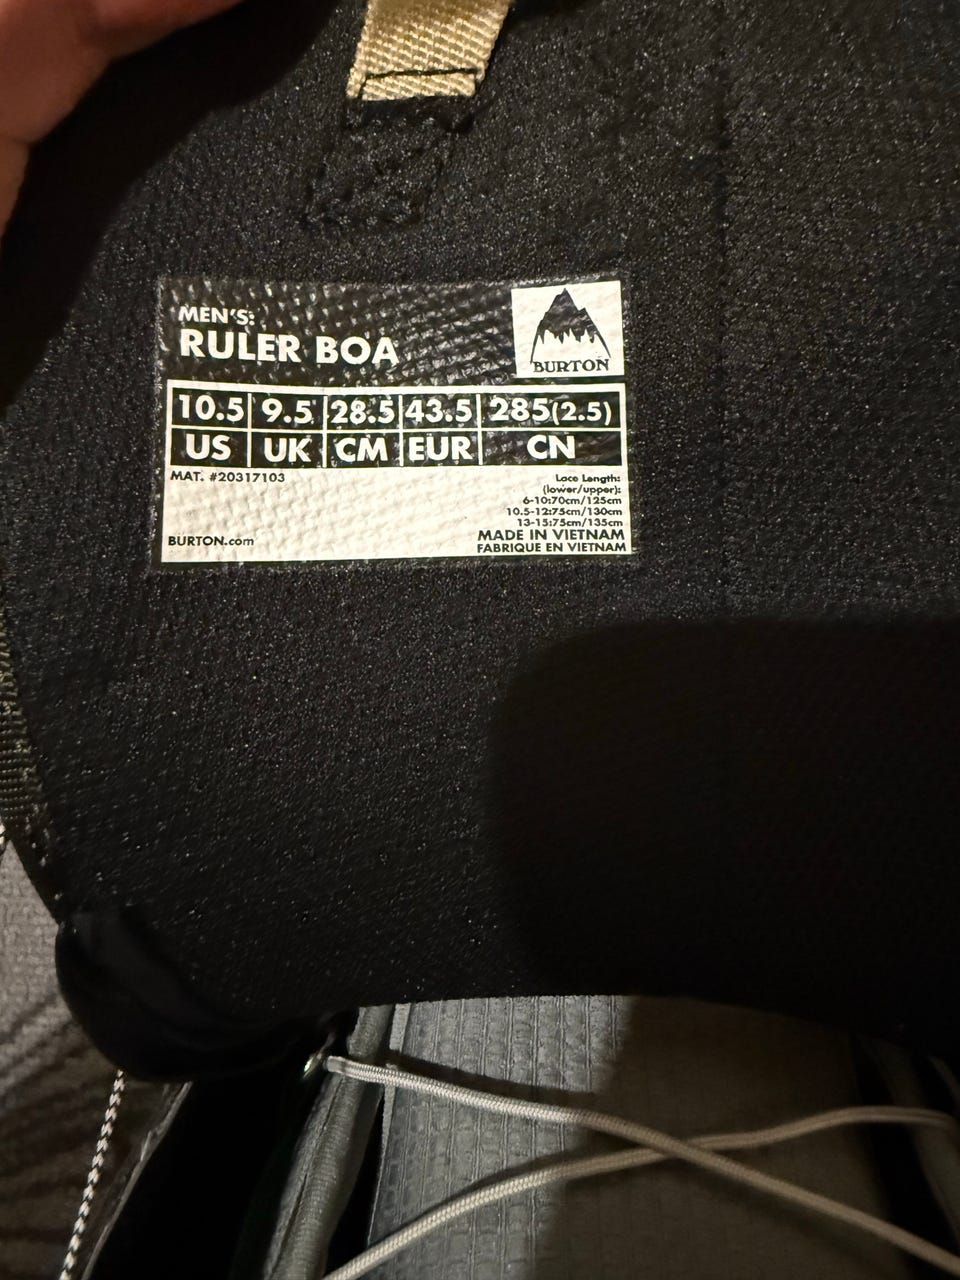 MEN'S:
RULER BOA
BURTON
10.5 9.5 28.5 43.5 285(2.5)
US UK CM EUR CN
MAT. #20317103
Lace Length:
(lower/upper):
6-10:70cm/125cm
10.5-12:75cm/130cm
13-15:75cm/135cm
BURTON.com
MADE IN VIETNAM
FABRIQUE EN VIETNAM